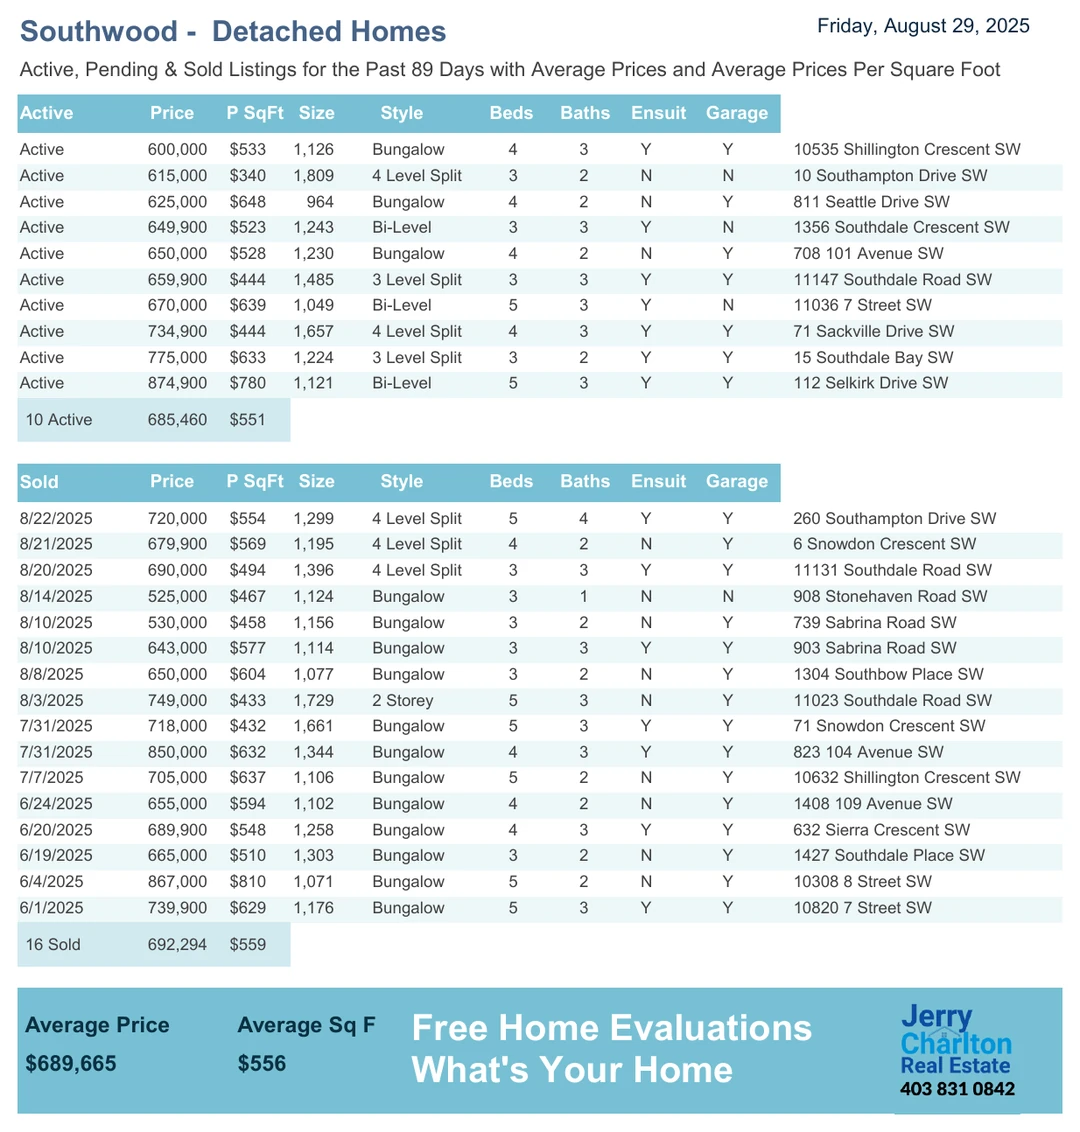 Southwood - Detached Homes
Friday, August 29, 2025
Active, Pending & Sold Listings for the Past 89 Days with Average Prices and Average Prices Per Square Foot
Active Price P SqFt Size Style Beds Baths Ensuit Garage
Active 600,000 $533 1,126 Bungalow 4 3 Y Y 10535 Shillington Crescent SW
Active 615,000 $340 1,809 4 Level Split 3 2 N N 10 Southampton Drive SW
Active 625,000 $648 964 Bungalow 4 2 N Y 811 Seattle Drive SW
Active 649,900 $523 1,243 Bi-Level 3 3 Y N 1356 Southdale Crescent SW
Active 650,000 $528 1,230 Bungalow 4 2 N Y 708 101 Avenue SW
Active 659,900 $444 1,485 3 Level Split 3 3 Y Y 11147 Southdale Road SW
Active 670,000 $639 1,049 Bi-Level 5 3 Y N 11036 7 Street SW
Active 734,900 $444 1,657 4 Level Split 4 3 Y Y 71 Sackville Drive SW
Active 775,000 $633 1,224 3 Level Split 3 2 Y Y 15 Southdale Bay SW
Active 874,900 $780 1,121 Bi-Level 5 3 Y Y 112 Selkirk Drive SW
10 Active 685,460 $551
Sold Price P SqFt Size Style Beds Baths Ensuit Garage
8/22/2025 720,000 $554 1,299 4 Level Split 5 4 Y Y 260 Southampton Drive SW
8/21/2025 679,900 $569 1,195 4 Level Split 4 2 N Y 6 Snowdon Crescent SW
8/20/2025 690,000 $494 1,396 4 Level Split 3 3 Y Y 11131 Southdale Road SW
8/14/2025 525,000 $467 1,124 Bungalow 3 1 N N 908 Stonehaven Road SW
8/10/2025 530,000 $458 1,156 Bungalow 3 2 N Y 739 Sabrina Road SW
8/10/2025 643,000 $577 1,114 Bungalow 3 3 Y Y 903 Sabrina Road SW
8/8/2025 650,000 $604 1,077 Bungalow 3 2 N Y 1304 Southbow Place SW
8/3/2025 749,000 $433 1,729 2 Storey 5 3 N Y 11023 Southdale Road SW
7/31/2025 718,000 $432 1,661 Bungalow 5 3 Y Y 71 Snowdon Crescent SW
7/31/2025 850,000 $632 1,344 Bungalow 4 3 Y Y 823 104 Avenue SW
7/7/2025 705,000 $637 1,106 Bungalow 5 2 N Y 10632 Shillington Crescent SW
6/24/2025 655,000 $594 1,102 Bungalow 4 2 N Y 1408 109 Avenue SW
6/20/2025 689,900 $548 1,258 Bungalow 4 3 Y Y 632 Sierra Crescent SW
6/19/2025 665,000 $510 1,303 Bungalow 3 2 N Y 1427 Southdale Place SW
6/4/2025 867,000 $810 1,071 Bungalow 5 2 N Y 10308 8 Street SW
6/1/2025 739,900 $629 1,176 Bungalow 5 3 Y Y 10820 7 Street SW
16 Sold 692,294 $559
Average Price Average Sq F
$689,665 $556
Free Home Evaluations
What's Your Home
Jerry
Charlton
Real Estate
403 831 0842